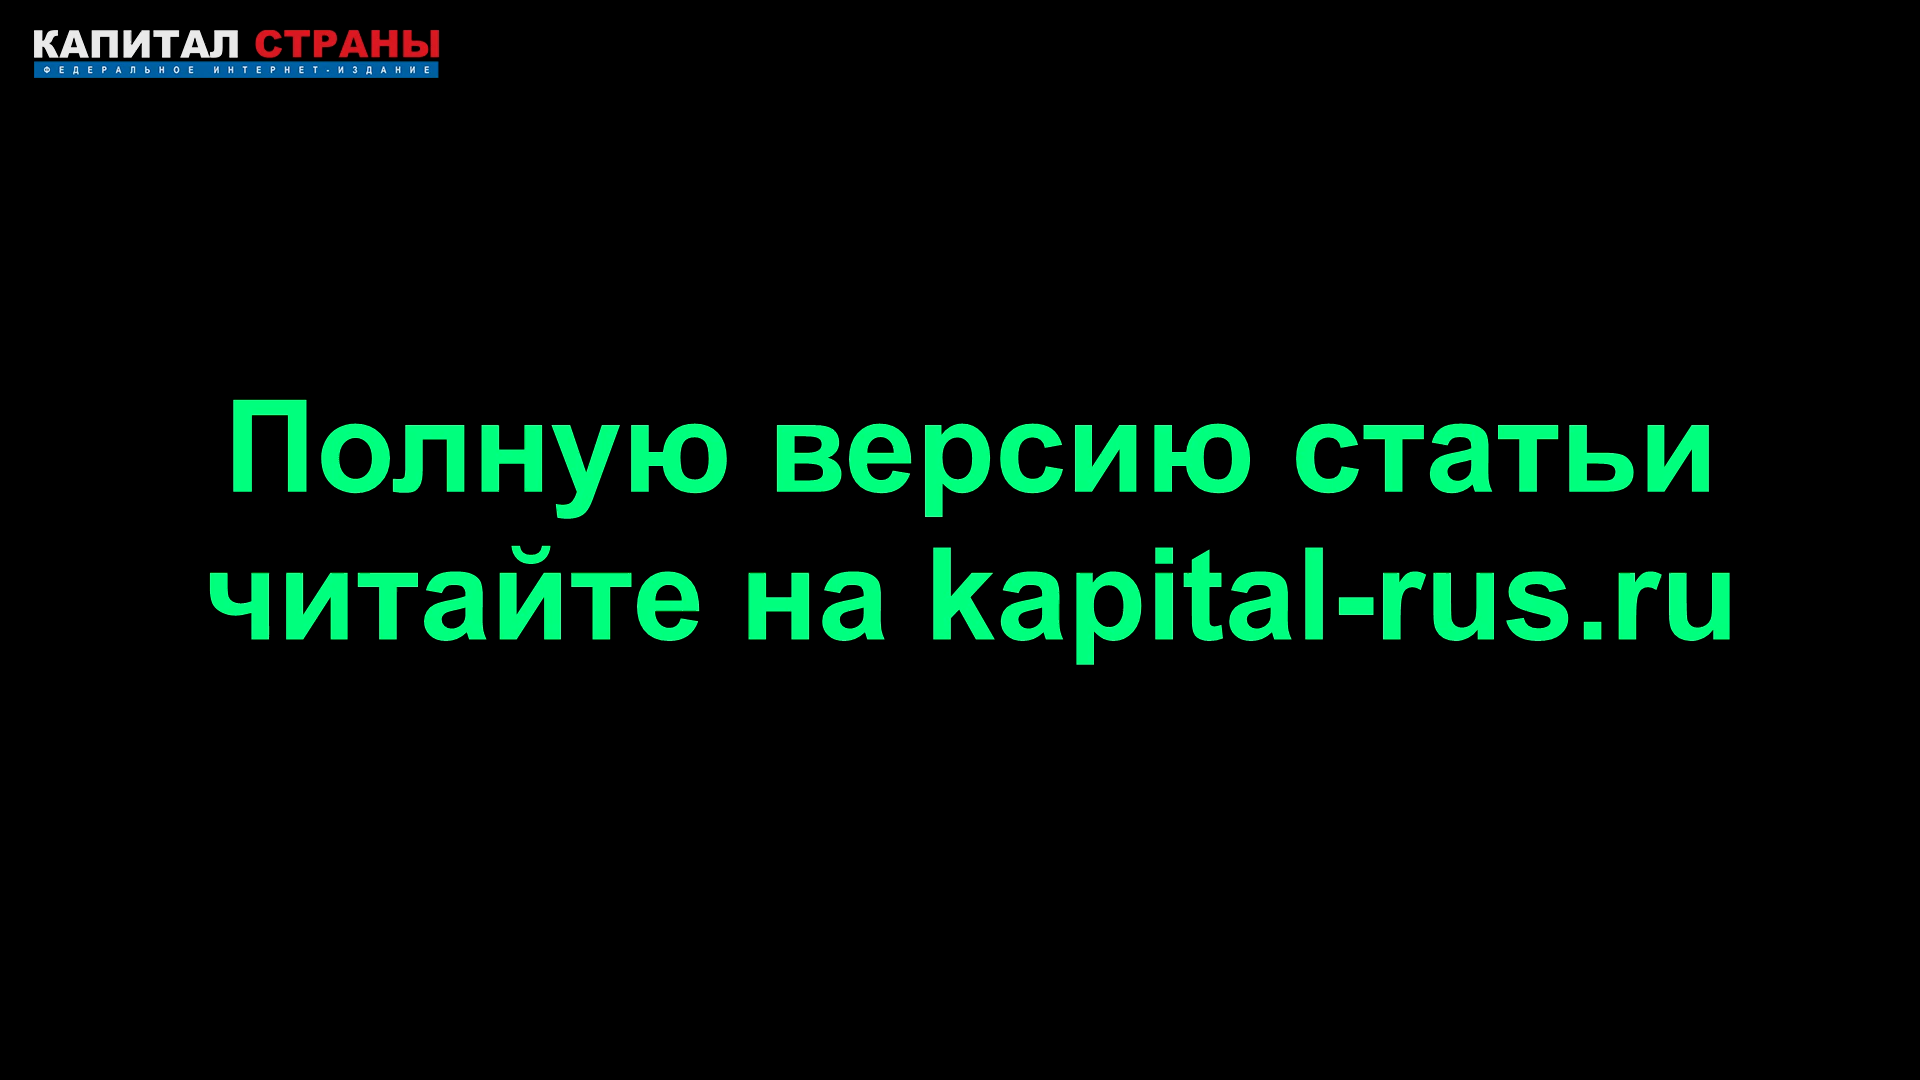 КАПИТАЛ СТРАНЫ
ФЕДЕРАЛЬНОЕ ИНТЕРНЕТ-ИЗДАНИЕ
Полную версию статьи
читайте на kapital-rus.ru